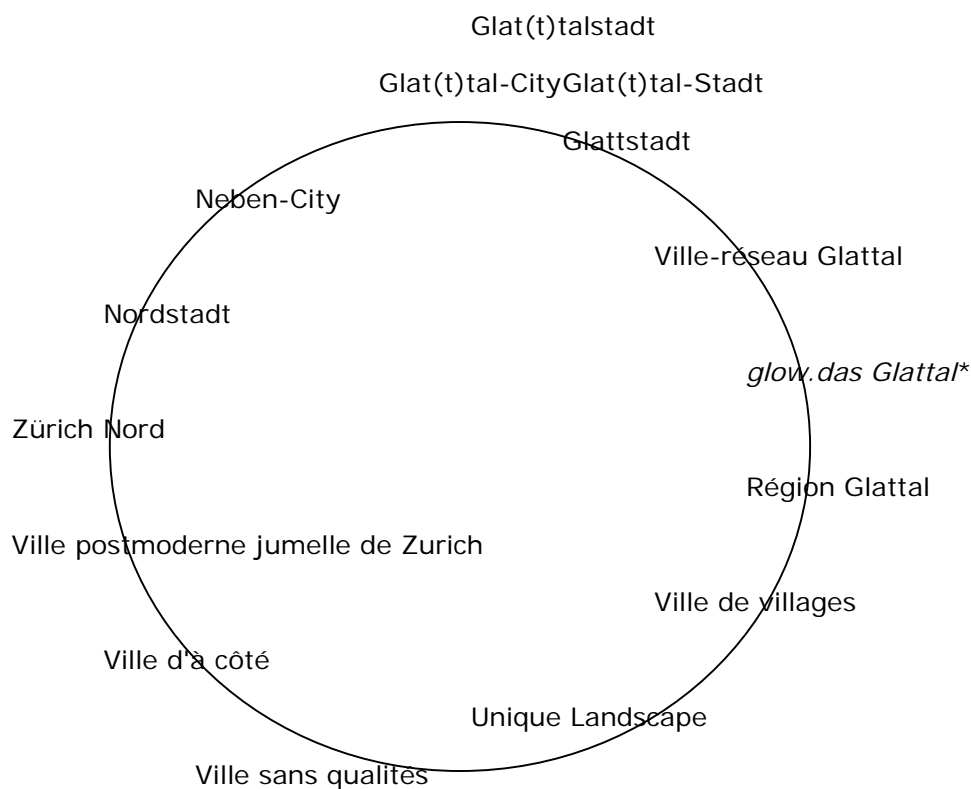 Glat(t)talstadt
Glat(t)tal-CityGlat(t)tal-Stadt
Glattstadt
Neben-City
Ville-réseau Glattal
Nordstadt
glow.das Glattal*
Zürich Nord
Région Glattal
Ville postmoderne jumelle de Zurich
Ville de villages
Ville d'à côté
Unique Landscape
Ville sans qualités